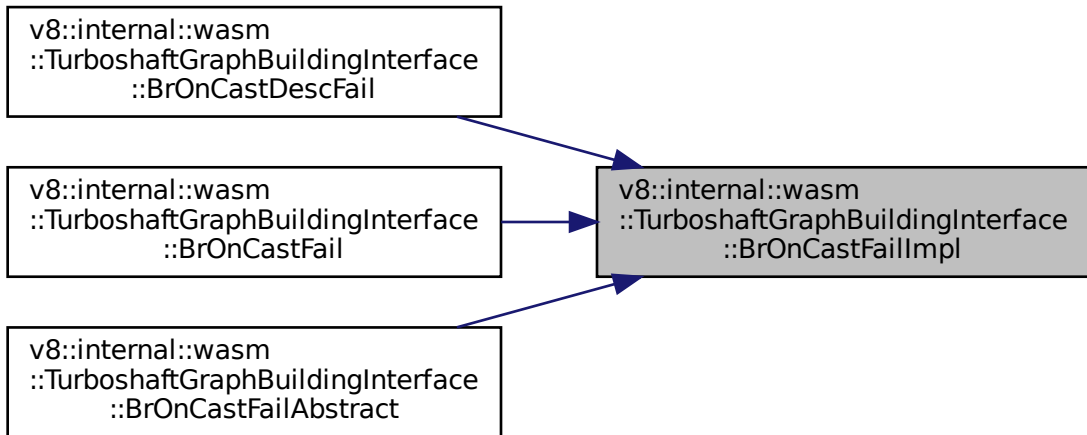 v8::internal::wasm
::TurboshaftGraphBuildingInterface
::BrOnCastDescFail
v8::internal::wasm
::TurboshaftGraphBuildingInterface
::BrOnCastFail
v8::internal::wasm
::TurboshaftGraphBuildingInterface
::BrOnCastFailAbstract
v8::internal::wasm
::TurboshaftGraphBuildingInterface
::BrOnCastFailImpl